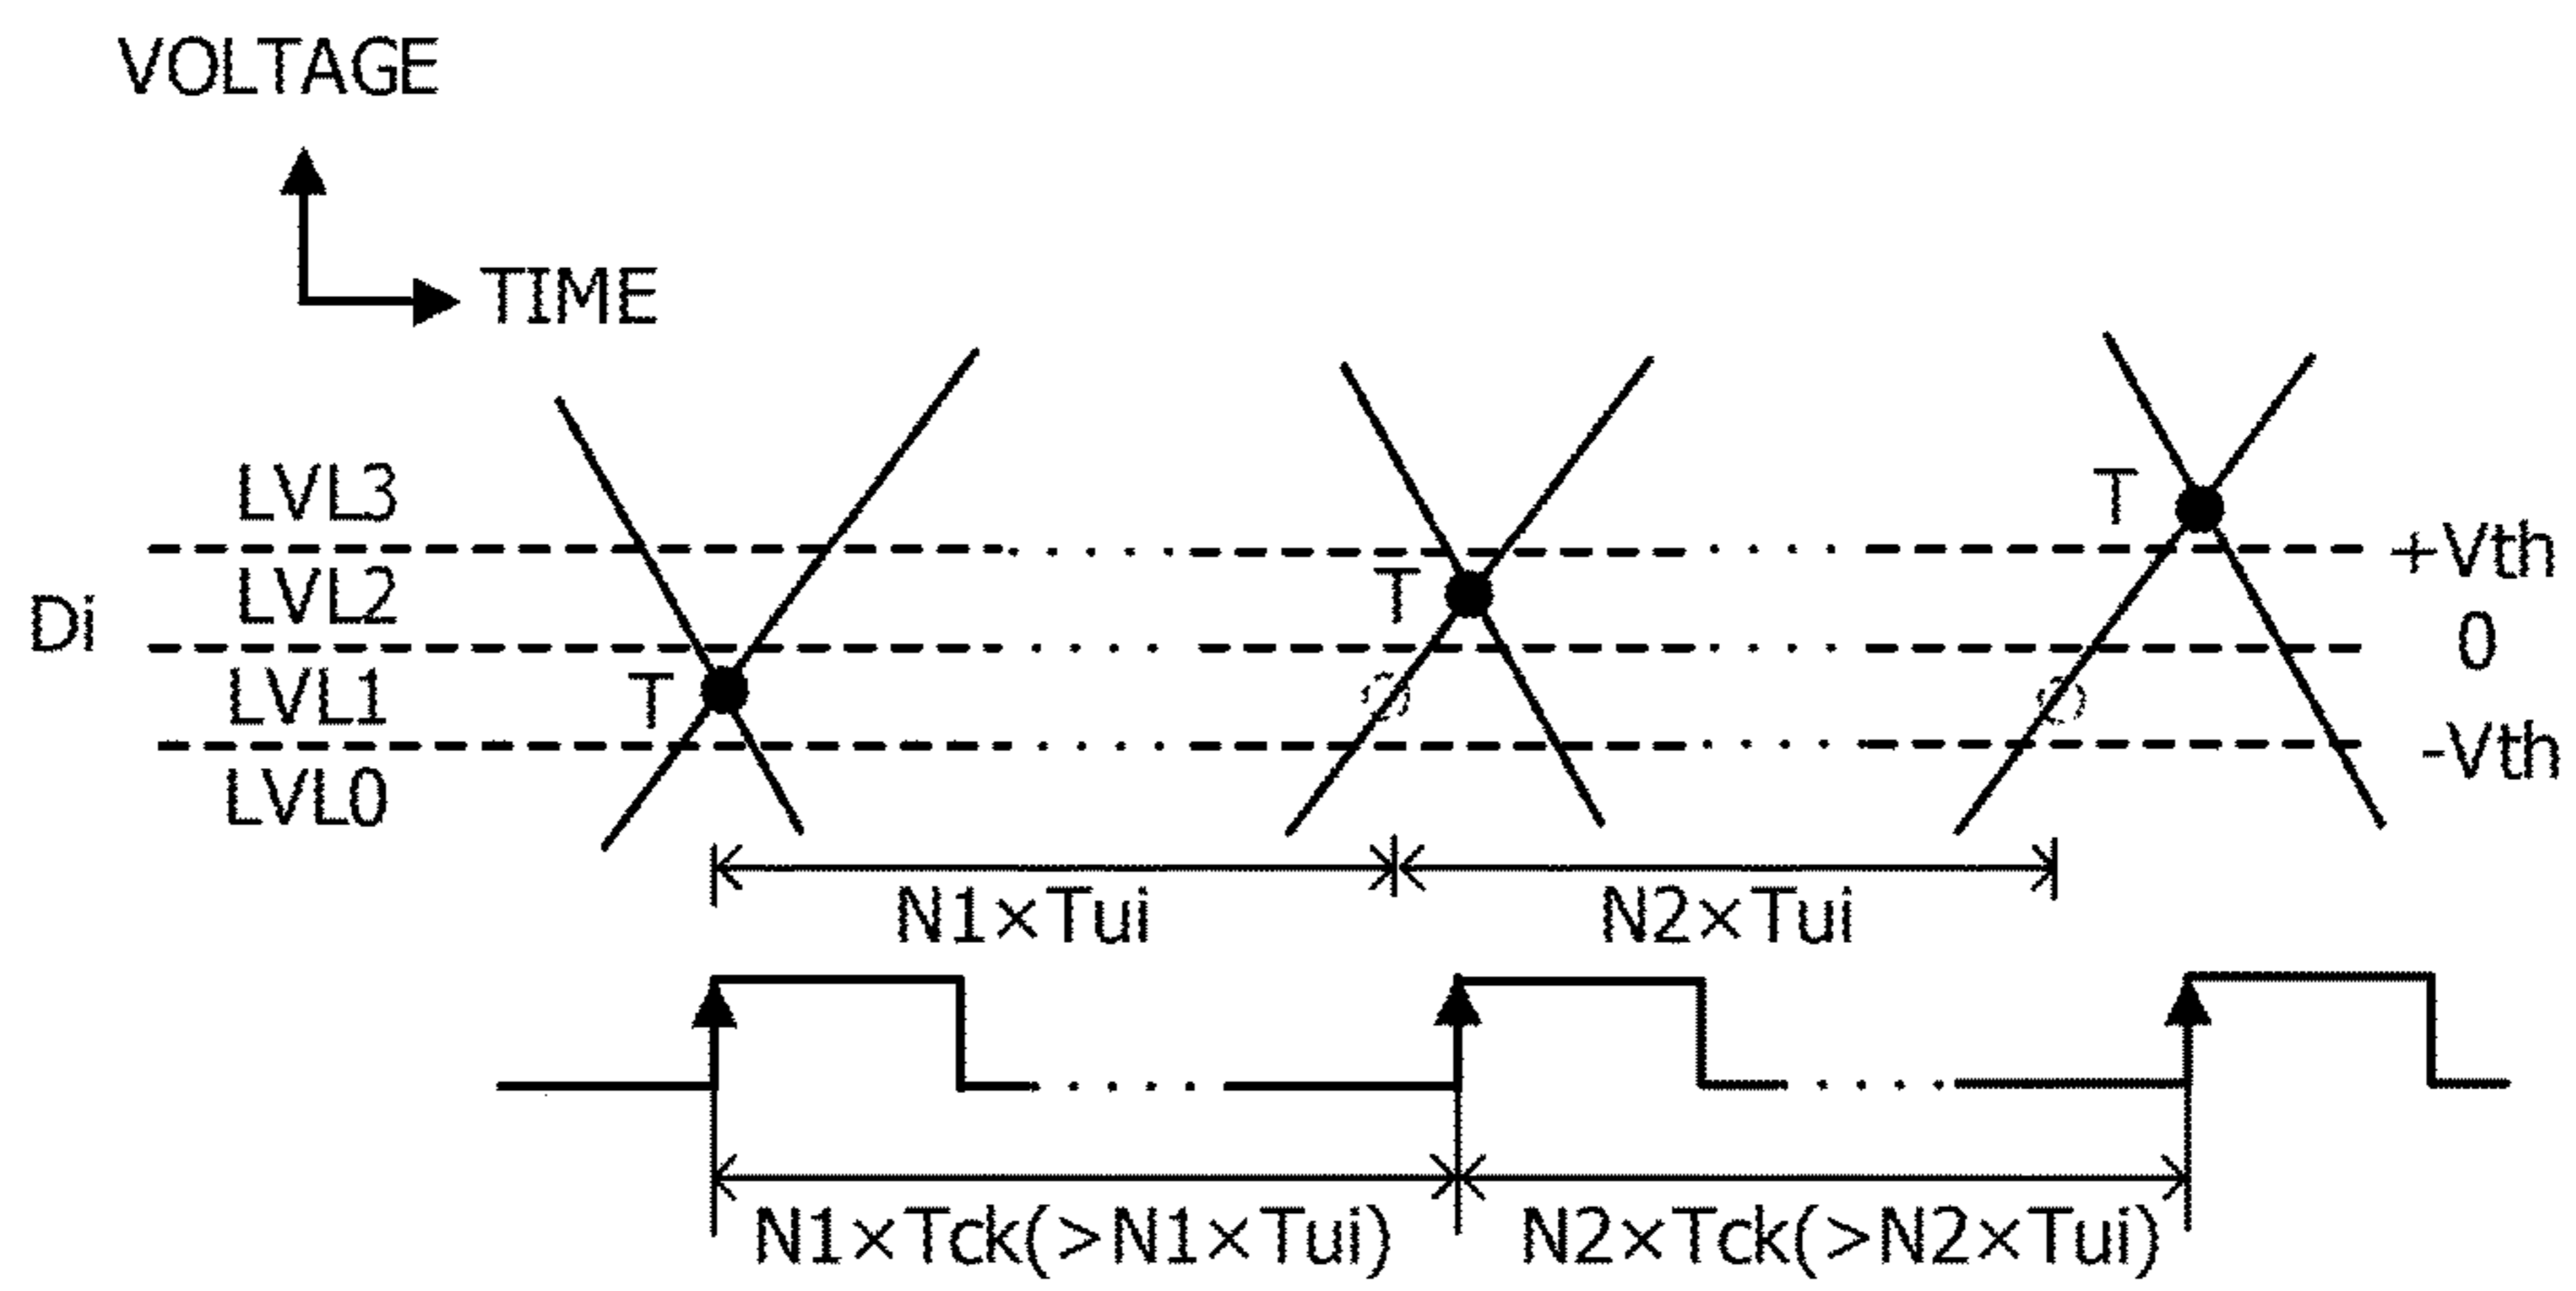 VOLTAGE
TIME
LVL3
LVL2
LVL1
LVL0
Di
T
T
T
+Vth
0
-Vth
N1×Tui
N2×Tui
N1×Tck(>N1×Tui)
N2×Tck(>N2×Tui)